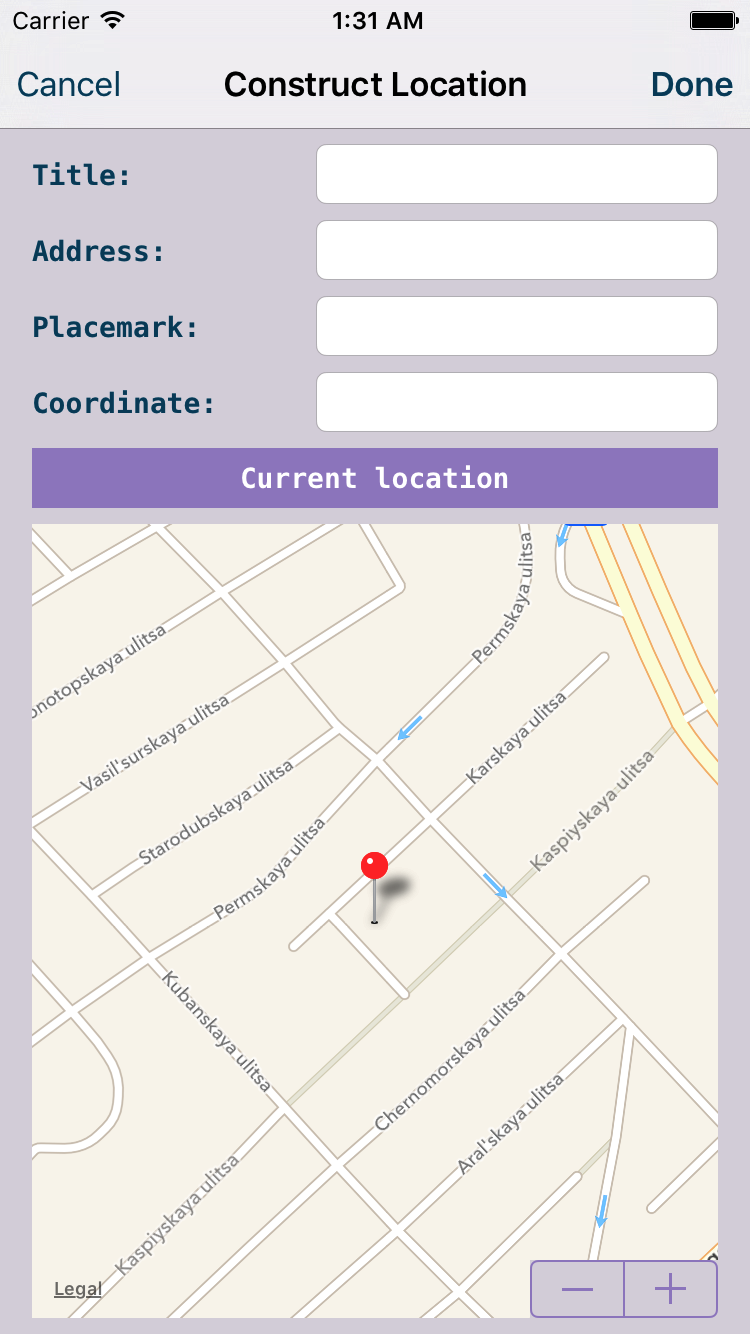 Carrier 1:31 AM
Cancel Construct Location Done
Title:
Address:
Placemark:
Coordinate:
Current location
Permskaya ulitsa
onotopskaya ulitsa
Vasil'surskaya ulitsa
Karskaya ulitsa
Starodubskaya ulitsa
Kaspiyskaya ulitsa
Permskaya ulitsa
Kubanskaya ulitsa
Chernomorskaya ulitsa
Aral'skaya ulitsa
Kaspiyskaya ulitsa
Legal